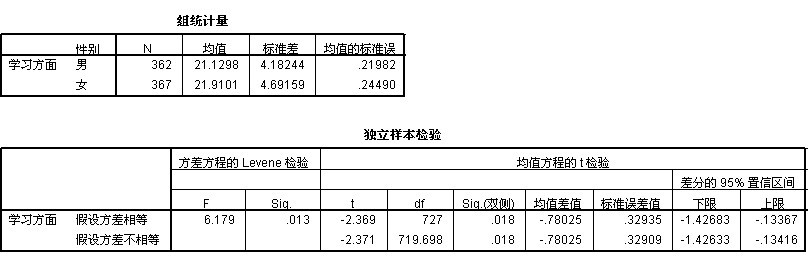 组统计量
性别 N 均值 标准差 均值的标准误
学习方面 男 362 21.1298 4.18244 .21982
女 367 21.9101 4.69159 .24490
独立样本检验
方差方程的 Levene 检验 均值方程的 t 检验
差分的 95% 置信区间
F Sig. t df Sig.(双侧) 均值差值 标准误差值 下限 上限
学习方面 假设方差相等 6.179 .013 -2.369 727 .018 -.78025 .32935 -1.42683 -.13367
假设方差不相等 -2.371 719.698 .018 -.78025 .32909 -1.42633 -.13416